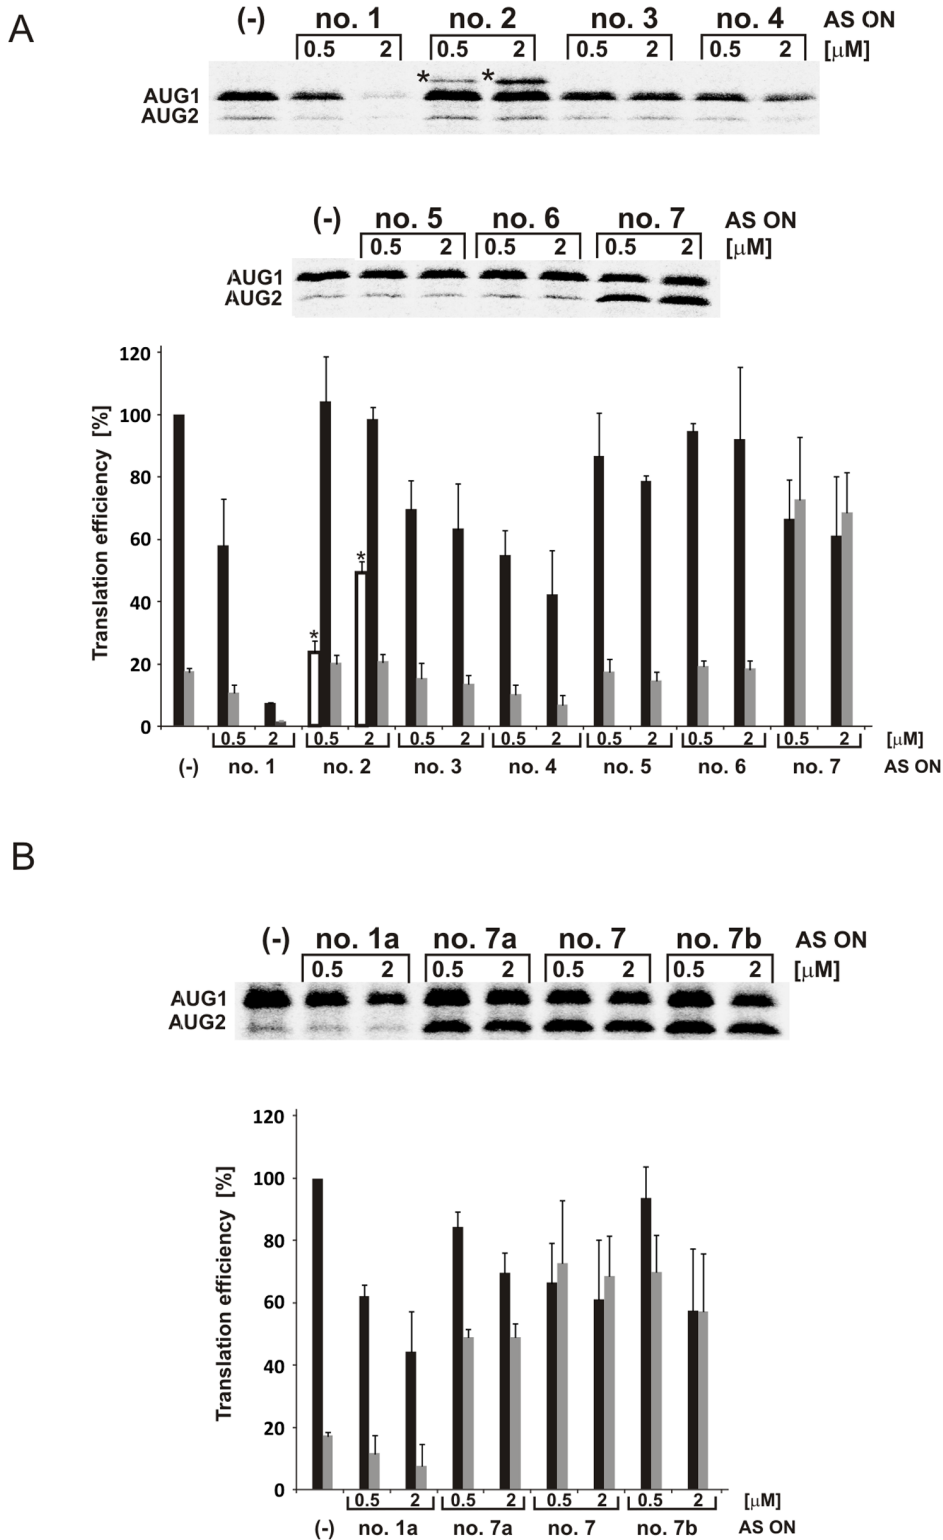 A
(-) no. 1 no. 2 no. 3 no. 4 AS ON
0.5 2 0.5 2 0.5 2 0.5 2 [µM]
* *
AUG1
AUG2
(-) no. 5 no. 6 no. 7 AS ON
0.5 2 0.5 2 0.5 2 [µM]
AUG1
AUG2
Translation efficiency [%]
120
100
80
60
40
20
0
* *
0.5 2 0.5 2 0.5 2 0.5 2 0.5 2 0.5 2 0.5 2 [µM]
(-) no. 1 no. 2 no. 3 no. 4 no. 5 no. 6 no. 7 AS ON
B
(-) no. 1a no. 7a no. 7 no. 7b AS ON
0.5 2 0.5 2 0.5 2 0.5 2 [µM]
AUG1
AUG2
Translation efficiency [%]
120
100
80
60
40
20
0
0.5 2 0.5 2 0.5 2 0.5 2 [µM]
(-) no. 1a no. 7a no. 7 no. 7b AS ON